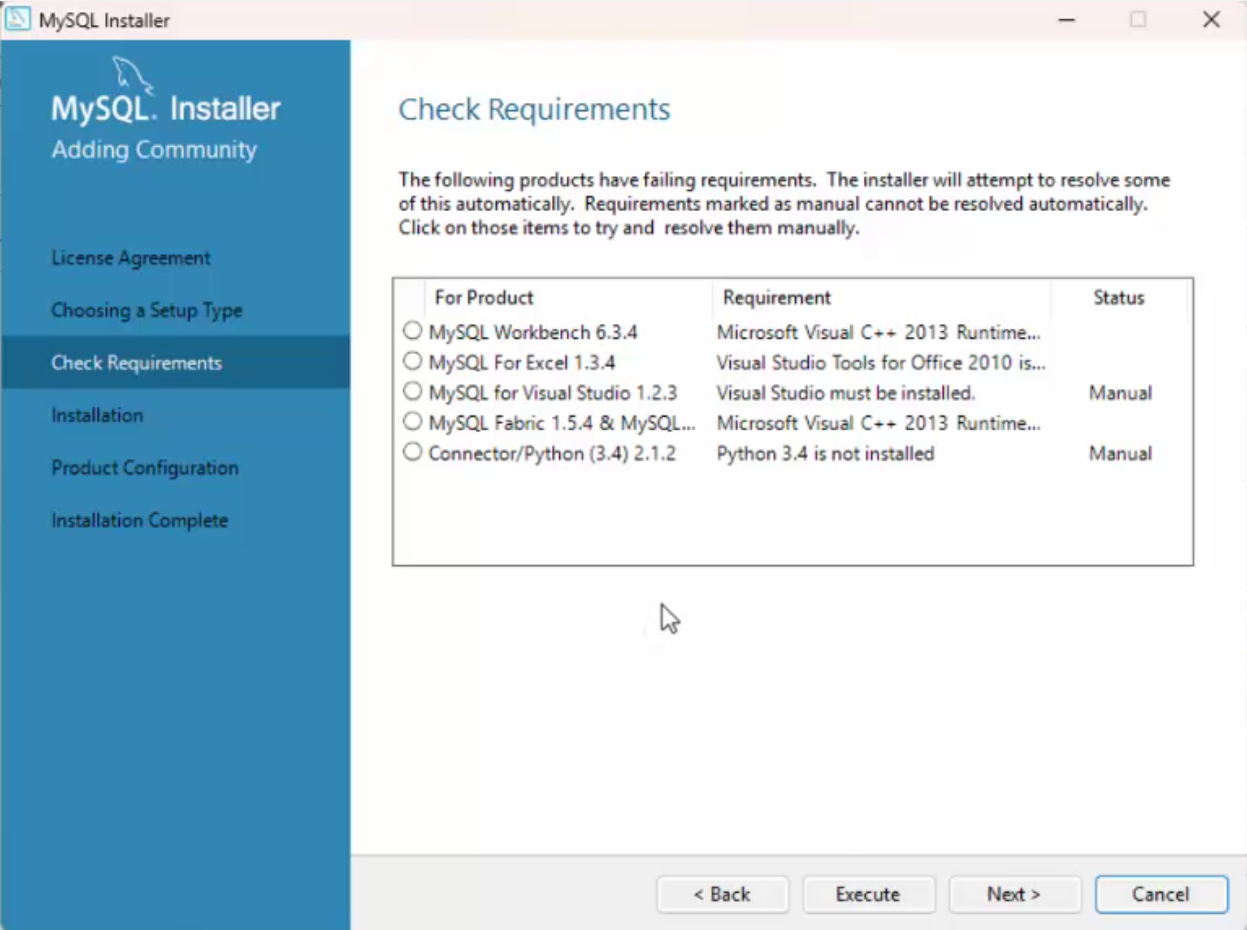 MySQL Installer
MySQL. Installer
Adding Community
License Agreement
Choosing a Setup Type
Check Requirements
Installation
Product Configuration
Installation Complete
Check Requirements
The following products have failing requirements.  The installer will attempt to resolve some
of this automatically.  Requirements marked as manual cannot be resolved automatically.
Click on those items to try and  resolve them manually.
For Product Requirement Status
MySQL Workbench 6.3.4 Microsoft Visual C++ 2013 Runtime...
MySQL For Excel 1.3.4 Visual Studio Tools for Office 2010 is...
MySQL for Visual Studio 1.2.3 Visual Studio must be installed. Manual
MySQL Fabric 1.5.4 & MySQL... Microsoft Visual C++ 2013 Runtime...
Connector/Python (3.4) 2.1.2 Python 3.4 is not installed Manual
< Back Execute Next > Cancel